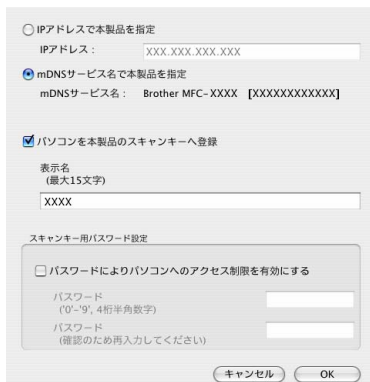 IPアドレスで本製品を指定
IPアドレス： XXX.XXX.XXX.XXX
mDNSサービス名で本製品を指定
mDNSサービス名： Brother MFC-XXXX [XXXXXXXXXXXX]
パソコンを本製品のスキャンキーへ登録
表示名
(最大15文字)
XXXX
スキャンキー用パスワード設定
パスワードによりパソコンへのアクセス制限を有効にする
パスワード
('0'-'9', 4桁半角数字)
パスワード
(確認のため再入力してください)
キャンセル OK